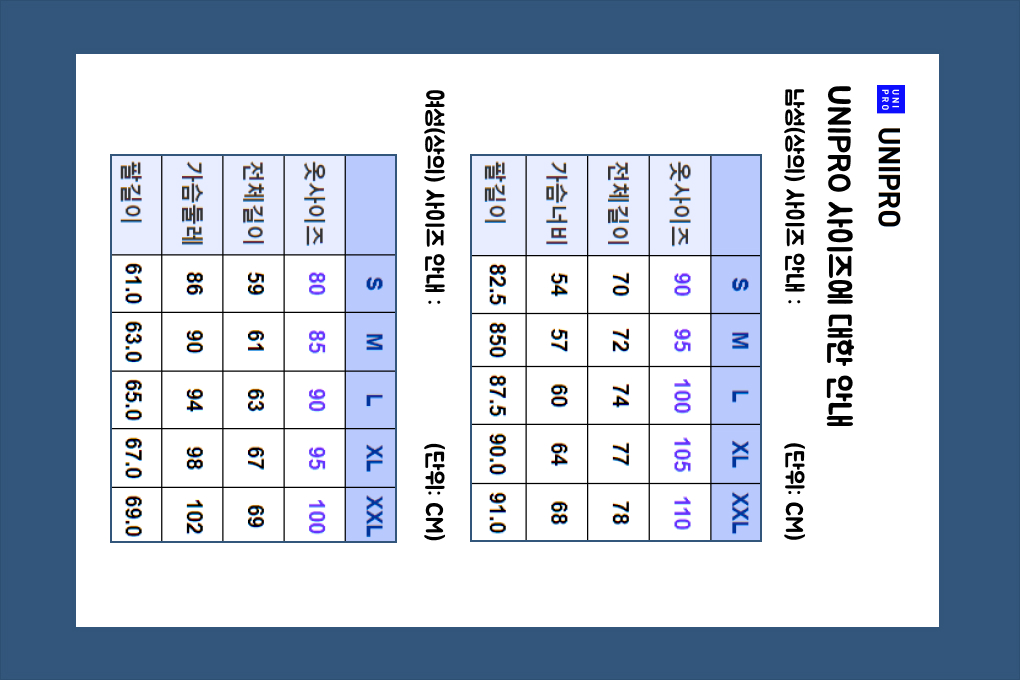 UNI
PRO
UNIPRO
UNIPRO 사이즈에 대한 안내
남성(상의) 사이즈 안내 : (단위: CM)
S M L XL XXL
옷사이즈 90 95 100 105 110
전체길이 70 72 74 77 78
가슴너비 54 57 60 64 68
팔길이 82.5 850 87.5 90.0 91.0
여성(상의) 사이즈 안내 : (단위: CM)
S M L XL XXL
옷사이즈 80 85 90 95 100
전체길이 59 61 63 67 69
가슴둘레 86 90 94 98 102
팔길이 61.0 63.0 65.0 67.0 69.0